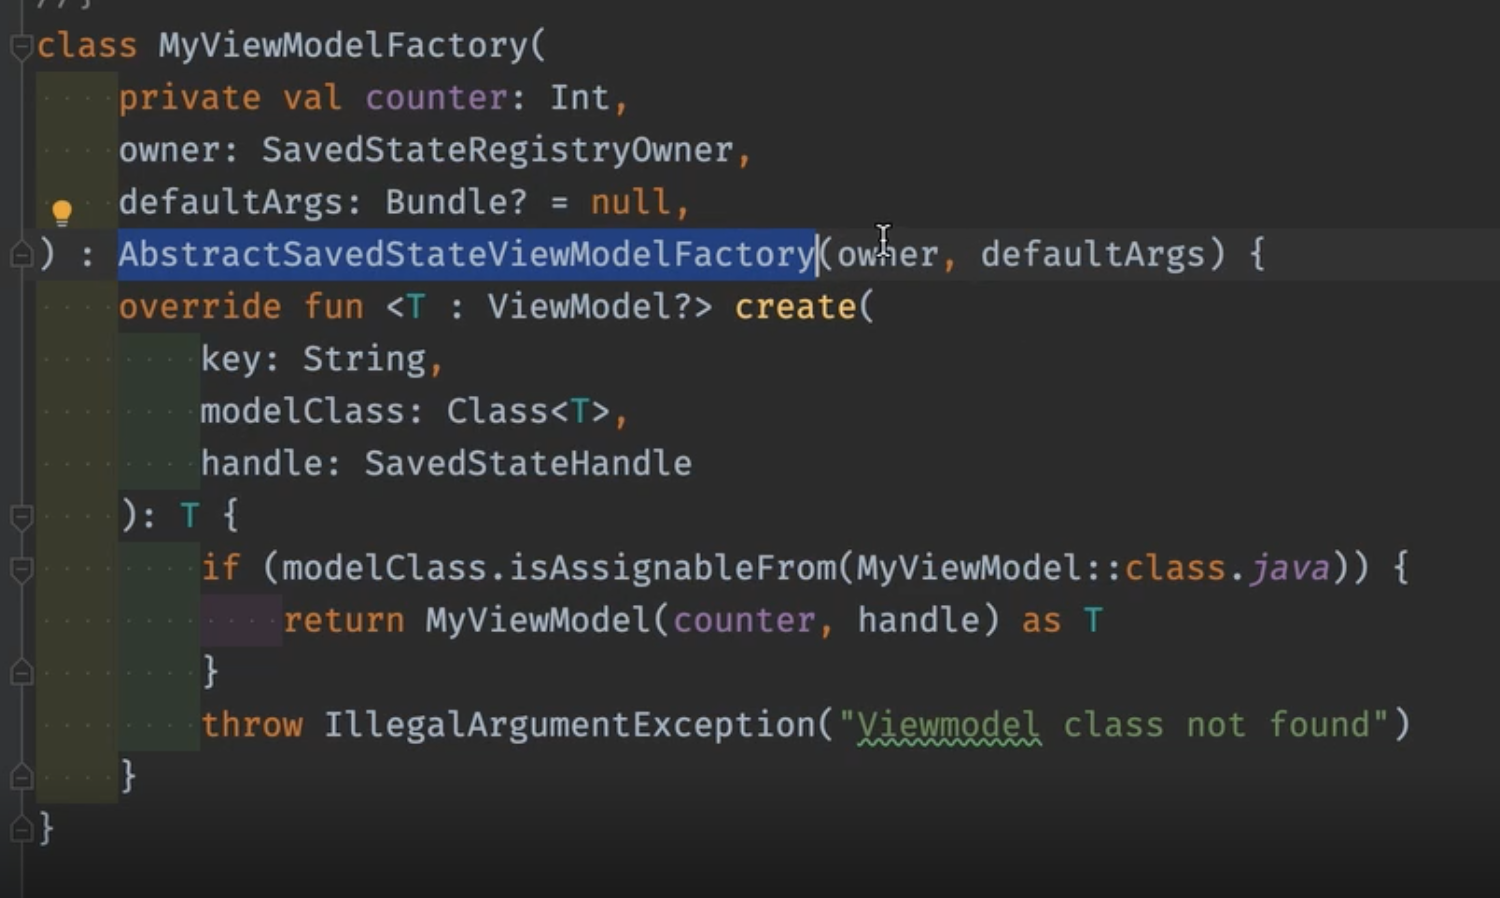 class MyViewModelFactory(
    private val counter: Int,
    owner: SavedStateRegistryOwner,
    defaultArgs: Bundle? = null,
) : AbstractSavedStateViewModelFactory(owner, defaultArgs) {
    override fun <T : ViewModel?> create(
        key: String,
        modelClass: Class<T>,
        handle: SavedStateHandle
    ): T {
        if (modelClass.isAssignableFrom(MyViewModel::class.java)) {
            return MyViewModel(counter, handle) as T
        }
        throw IllegalArgumentException("Viewmodel class not found")
    }
}